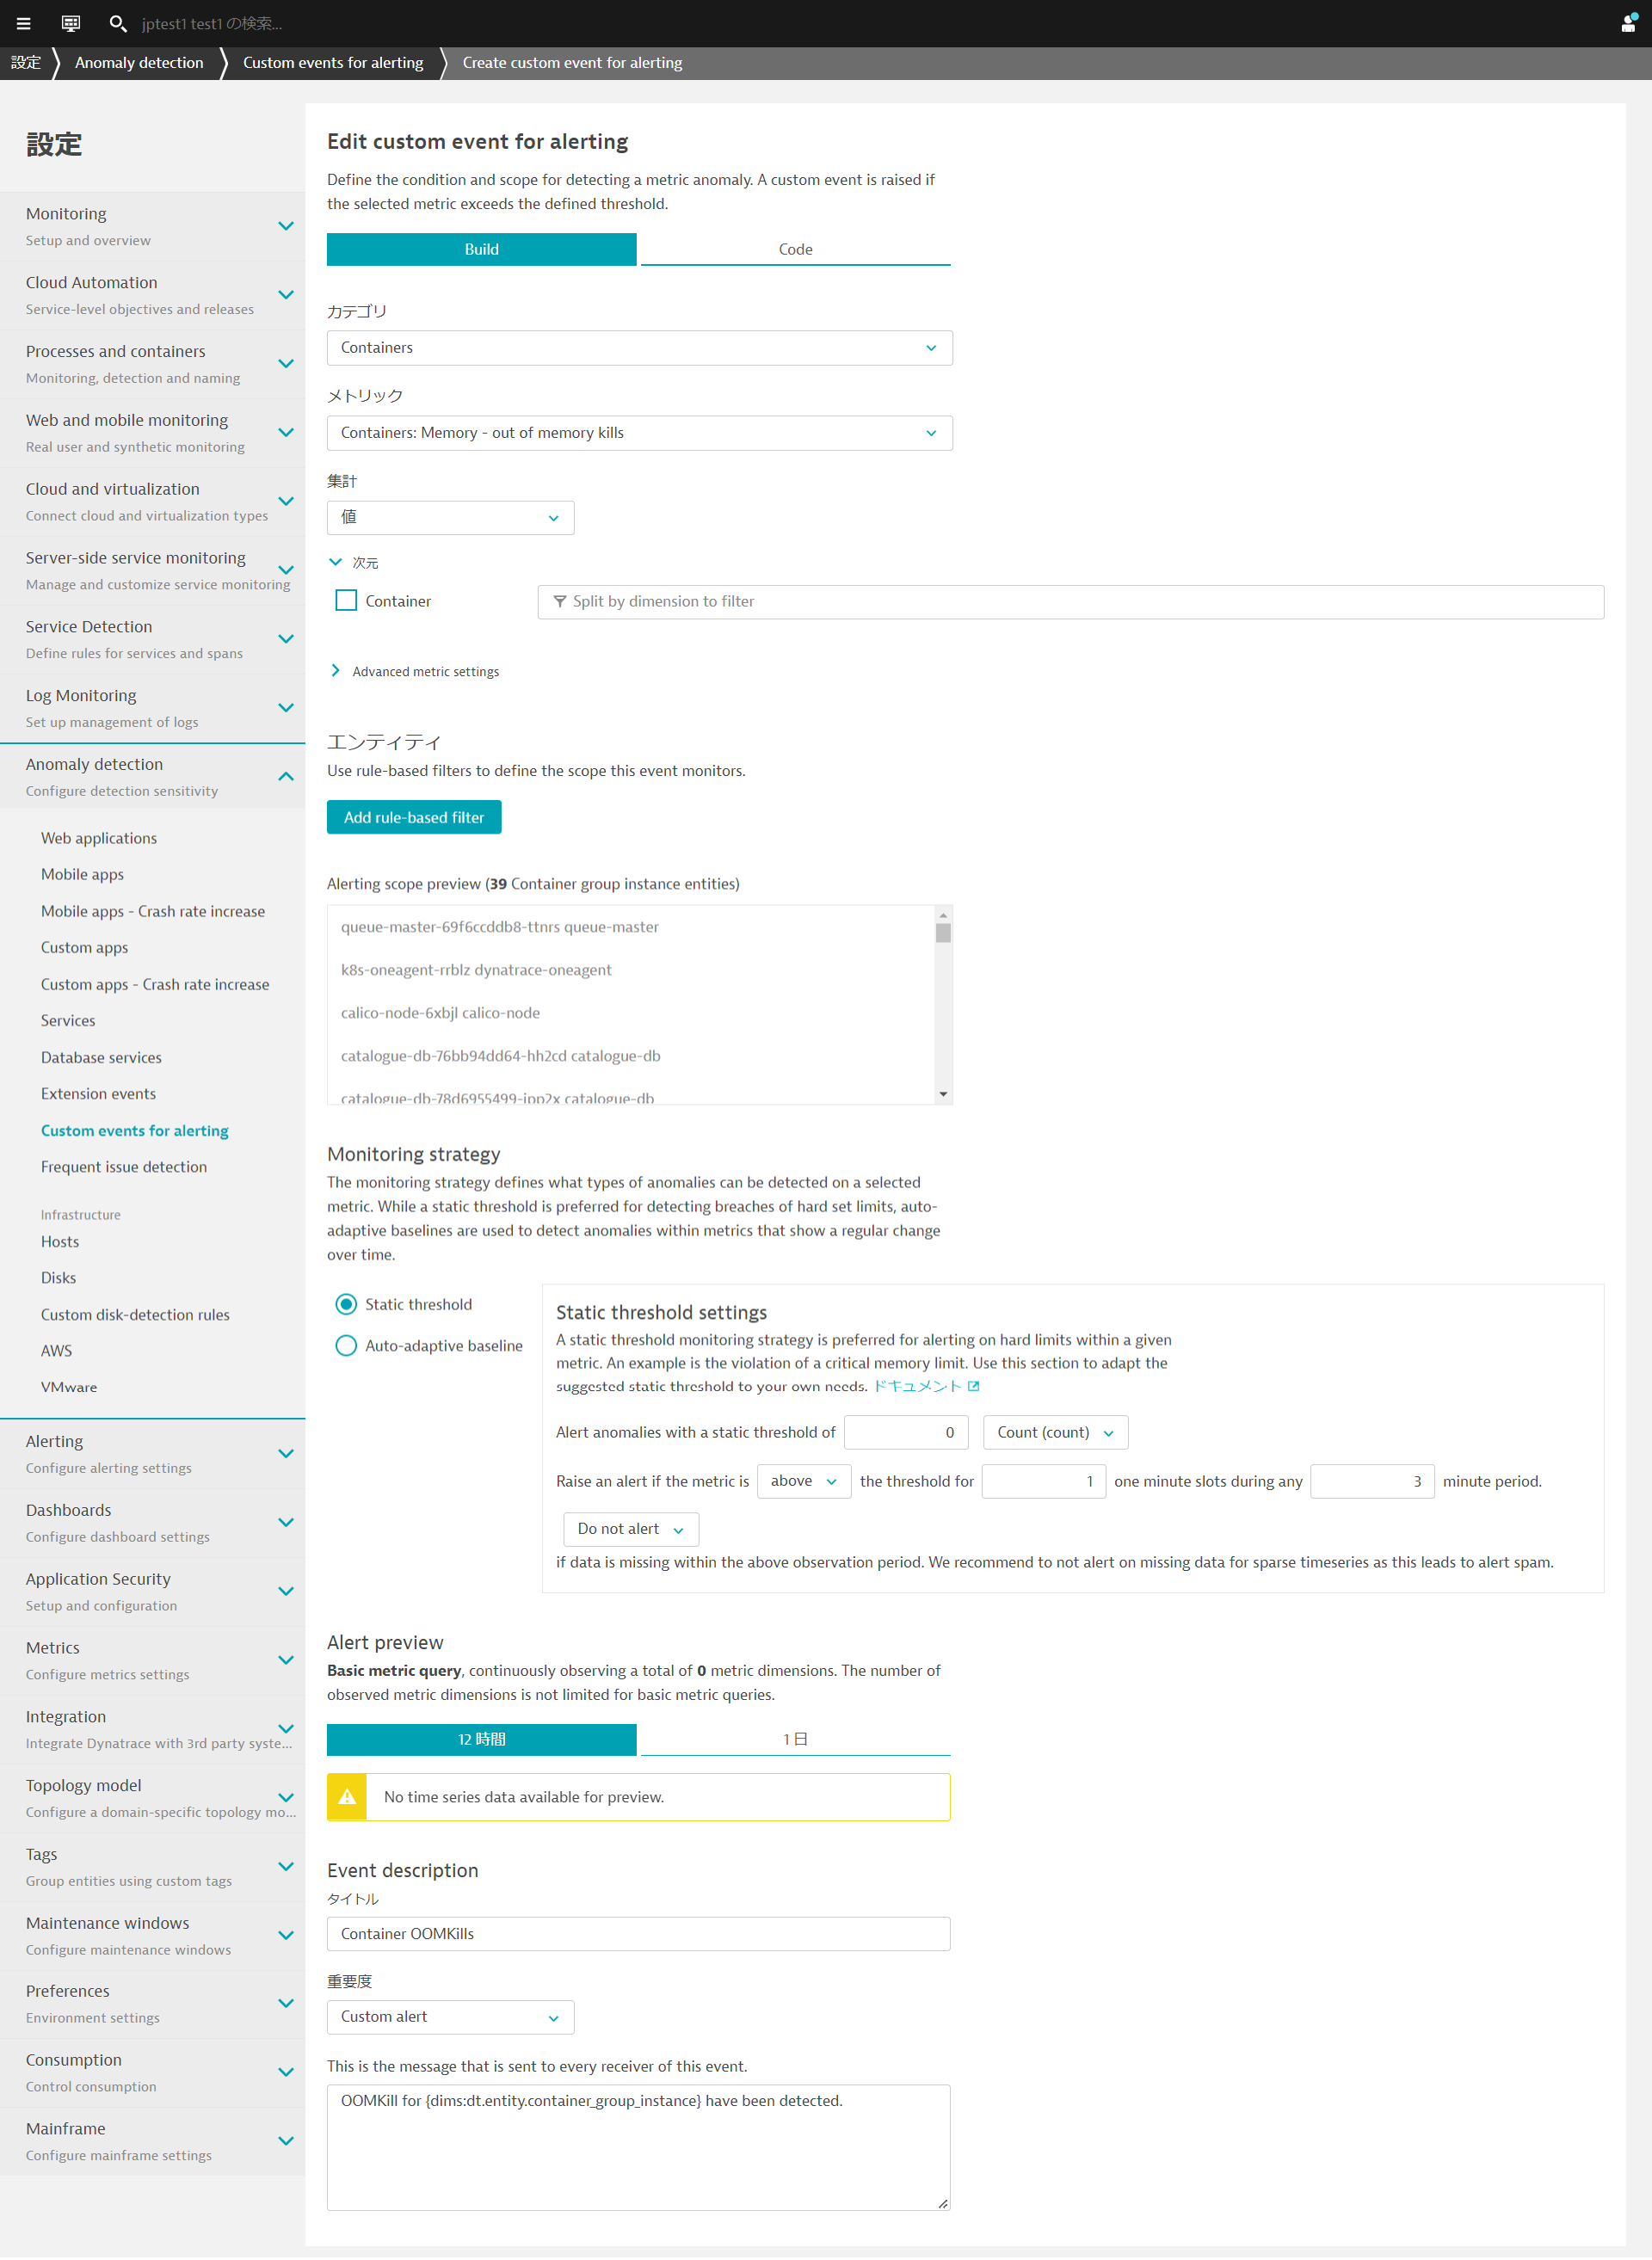 jptest1 test1 の検索...
設定
Anomaly detection
Custom events for alerting
Create custom event for alerting
設定
Monitoring
Setup and overview
Cloud Automation
Service-level objectives and releases
Processes and containers
Monitoring, detection and naming
Web and mobile monitoring
Real user and synthetic monitoring
Cloud and virtualization
Connect cloud and virtualization types
Server-side service monitoring
Manage and customize service monitoring
Service Detection
Define rules for services and spans
Log Monitoring
Set up management of logs
Anomaly detection
Configure detection sensitivity
Web applications
Mobile apps
Mobile apps - Crash rate increase
Custom apps
Custom apps - Crash rate increase
Services
Database services
Extension events
Custom events for alerting
Frequent issue detection
Infrastructure
Hosts
Disks
Custom disk-detection rules
AWS
VMware
Alerting
Configure alerting settings
Dashboards
Configure dashboard settings
Application Security
Setup and configuration
Metrics
Configure metrics settings
Integration
Integrate Dynatrace with 3rd party syste...
Topology model
Configure a domain-specific topology mo...
Tags
Group entities using custom tags
Maintenance windows
Configure maintenance windows
Preferences
Environment settings
Consumption
Control consumption
Mainframe
Configure mainframe settings
Edit custom event for alerting
Define the condition and scope for detecting a metric anomaly. A custom event is raised if
the selected metric exceeds the defined threshold.
Build
Code
カテゴリ
Containers
メトリック
Containers: Memory - out of memory kills
集計
値
次元
Container
Split by dimension to filter
Advanced metric settings
エンティティ
Use rule-based filters to define the scope this event monitors.
Add rule-based filter
Alerting scope preview (39 Container group instance entities)
queue-master-69f6ccddb8-ttnrs queue-master
k8s-oneagent-rrblz dynatrace-oneagent
calico-node-6xbjl calico-node
catalogue-db-76bb94dd64-hh2cd catalogue-db
catalogue-db-78d6955499-jpp2x catalogue-db
Monitoring strategy
The monitoring strategy defines what types of anomalies can be detected on a selected
metric. While a static threshold is preferred for detecting breaches of hard set limits, auto-
adaptive baselines are used to detect anomalies within metrics that show a regular change
over time.
Static threshold
Auto-adaptive baseline
Static threshold settings
A static threshold monitoring strategy is preferred for alerting on hard limits within a given
metric. An example is the violation of a critical memory limit. Use this section to adapt the
suggested static threshold to your own needs. ドキュメント
Alert anomalies with a static threshold of 0 Count (count)
Raise an alert if the metric is above the threshold for 1 one minute slots during any 3 minute period.
Do not alert
if data is missing within the above observation period. We recommend to not alert on missing data for sparse timeseries as this leads to alert spam.
Alert preview
Basic metric query, continuously observing a total of 0 metric dimensions. The number of
observed metric dimensions is not limited for basic metric queries.
12 時間
1 日
No time series data available for preview.
Event description
タイトル
Container OOMKills
重要度
Custom alert
This is the message that is sent to every receiver of this event.
OOMKill for {dims:dt.entity.container_group_instance} have been detected.